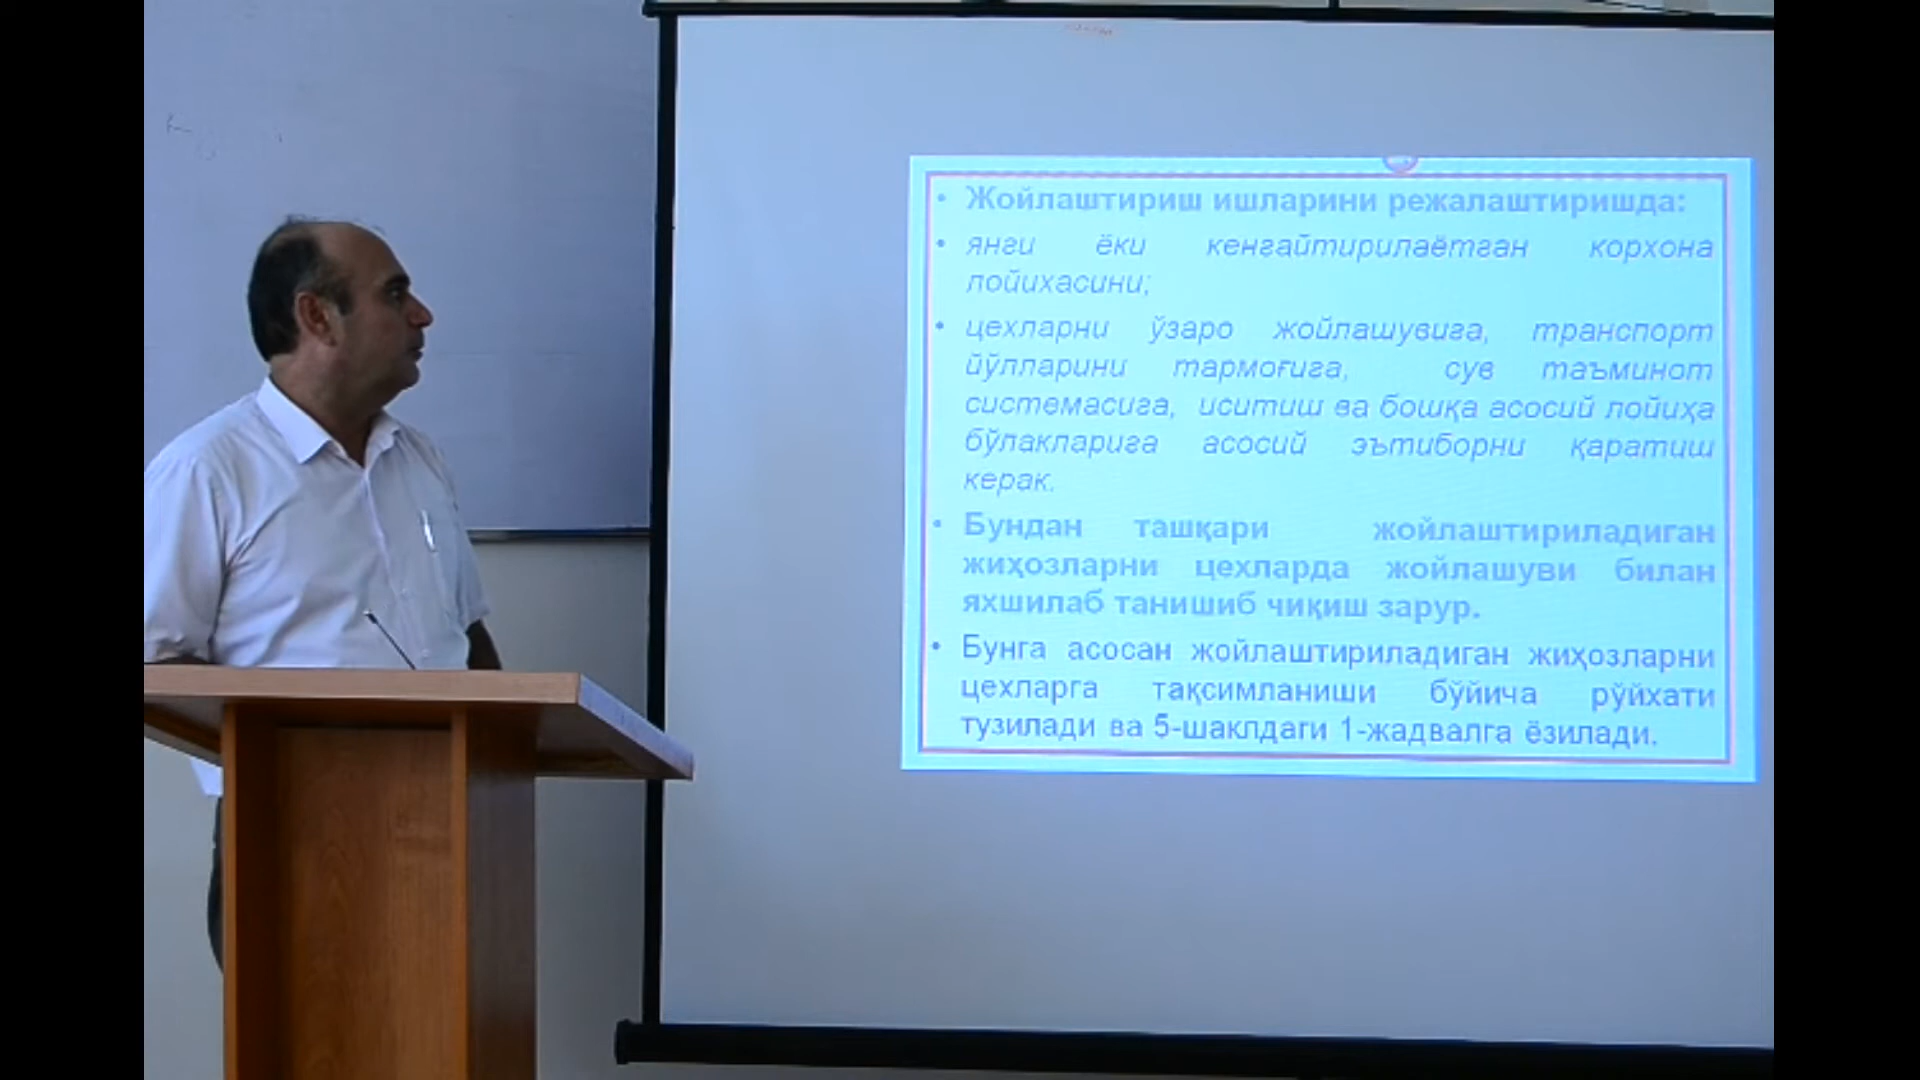 • Жойлаштириш ишларини режалаштиришда:
• янги ёки кенгайтирилаётган корхона
лойихасини;
• цехларни ўзаро жойлашувига, транспорт
йўлларини тармоғига, сув таъминот
системасига, иситиш ва бошқа асосий лойиҳа
бўлакларига асосий эътиборни қаратиш
керак.
• Бундан ташқари жойлаштириладиган
жиҳозларни цехларда жойлашуви билан
яхшилаб танишиб чиқиш зарур.
• Бунга асосан жойлаштириладиган жиҳозларни
цехларга тақсимланиши бўйича рўйхати
тузилади ва 5-шаклдаги 1-жадвалга ёзилади.